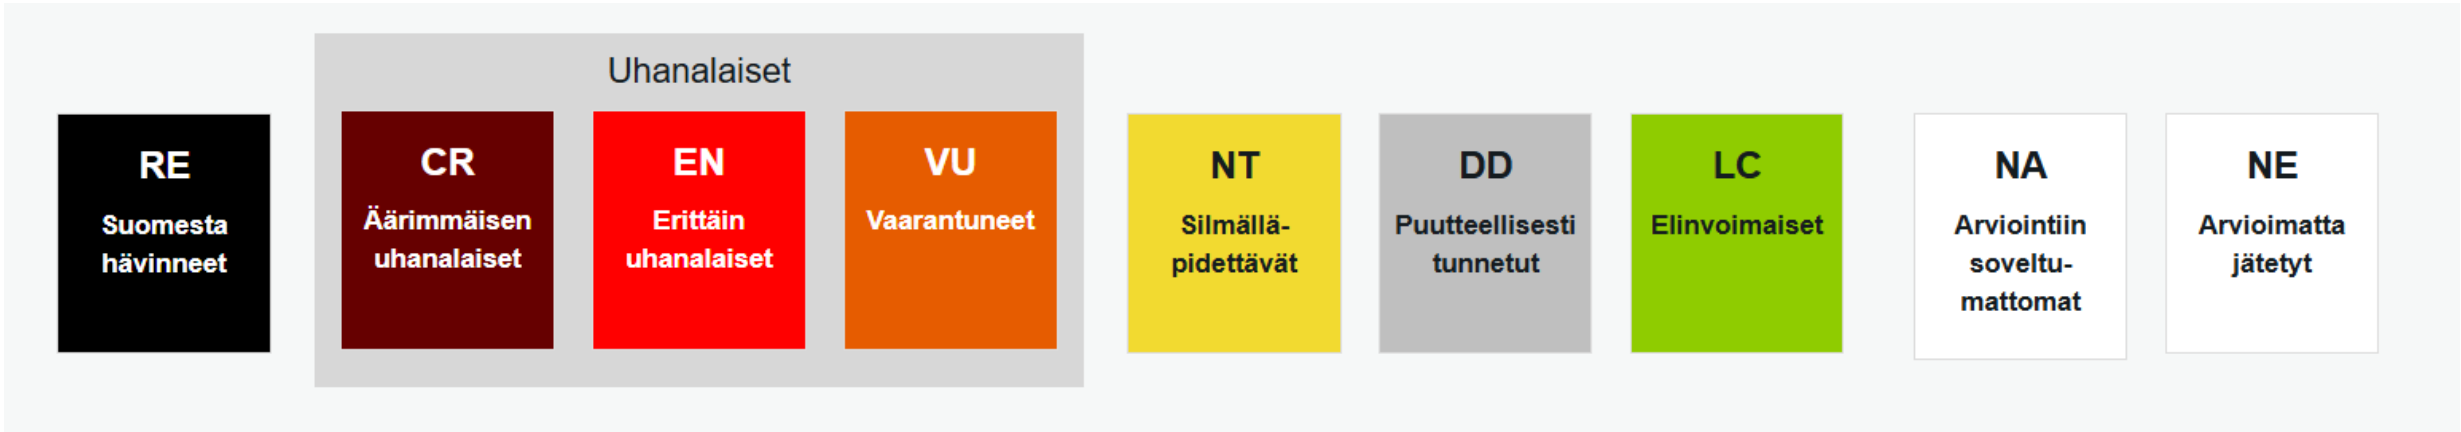 Uhanalaiset
RE
Suomesta
hävinneet
CR
Äärimmäisen
uhanalaiset
EN
Erittäin
uhanalaiset
VU
Vaarantuneet
NT
Silmällä-
pidettävät
DD
Puutteellisesti
tunnetut
LC
Elinvoimaiset
NA
Arviointiin
soveltu-
mattomat
NE
Arvioimatta
jätetyt